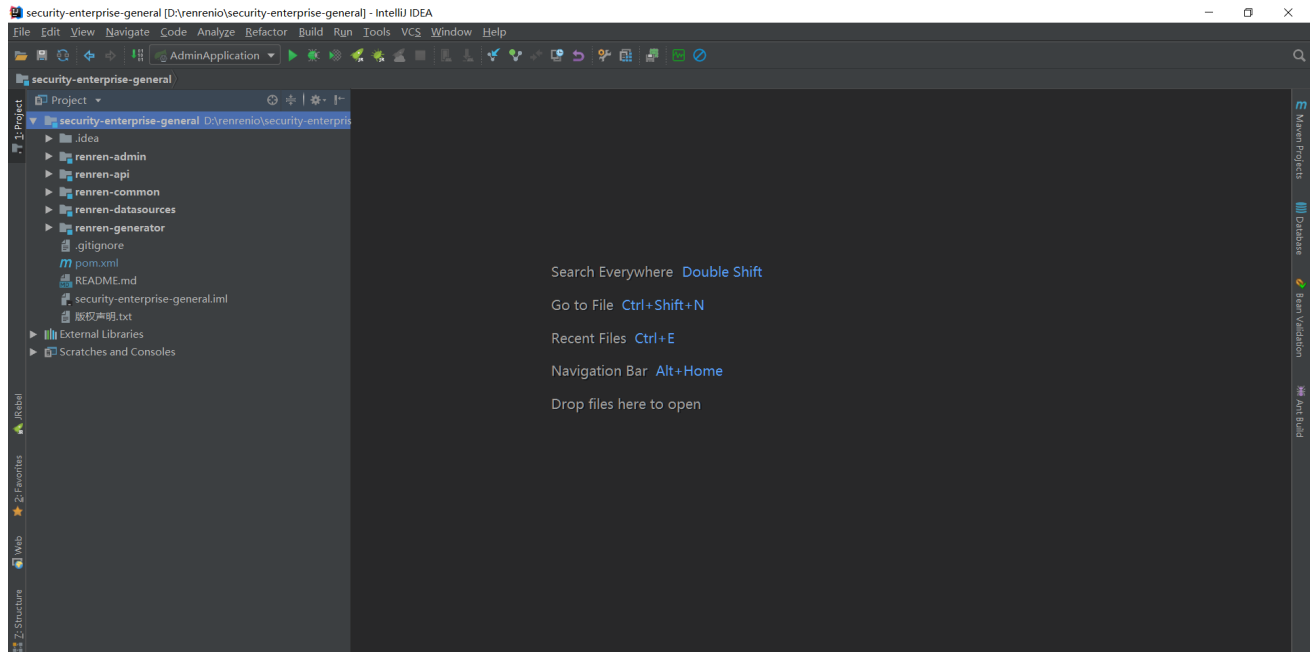 security-enterprise-general [D:\renrenio\security-enterprise-general] - IntelliJ IDEA
File Edit View Navigate Code Analyze Refactor Build Run Tools VCS Window Help
AdminApplication
security-enterprise-general
Project
security-enterprise-general D:\renrenio\security-enterpris
.idea
renren-admin
renren-api
renren-common
renren-datasources
renren-generator
.gitignore
pom.xml
README.md
security-enterprise-general.iml
版权声明.txt
External Libraries
Scratches and Consoles
1: Project
JRebel
2: Favorites
Web
Z: Structure
Search Everywhere Double Shift
Go to File Ctrl+Shift+N
Recent Files Ctrl+E
Navigation Bar Alt+Home
Drop files here to open
Maven Projects
Database
Bean Validation
Ant Build